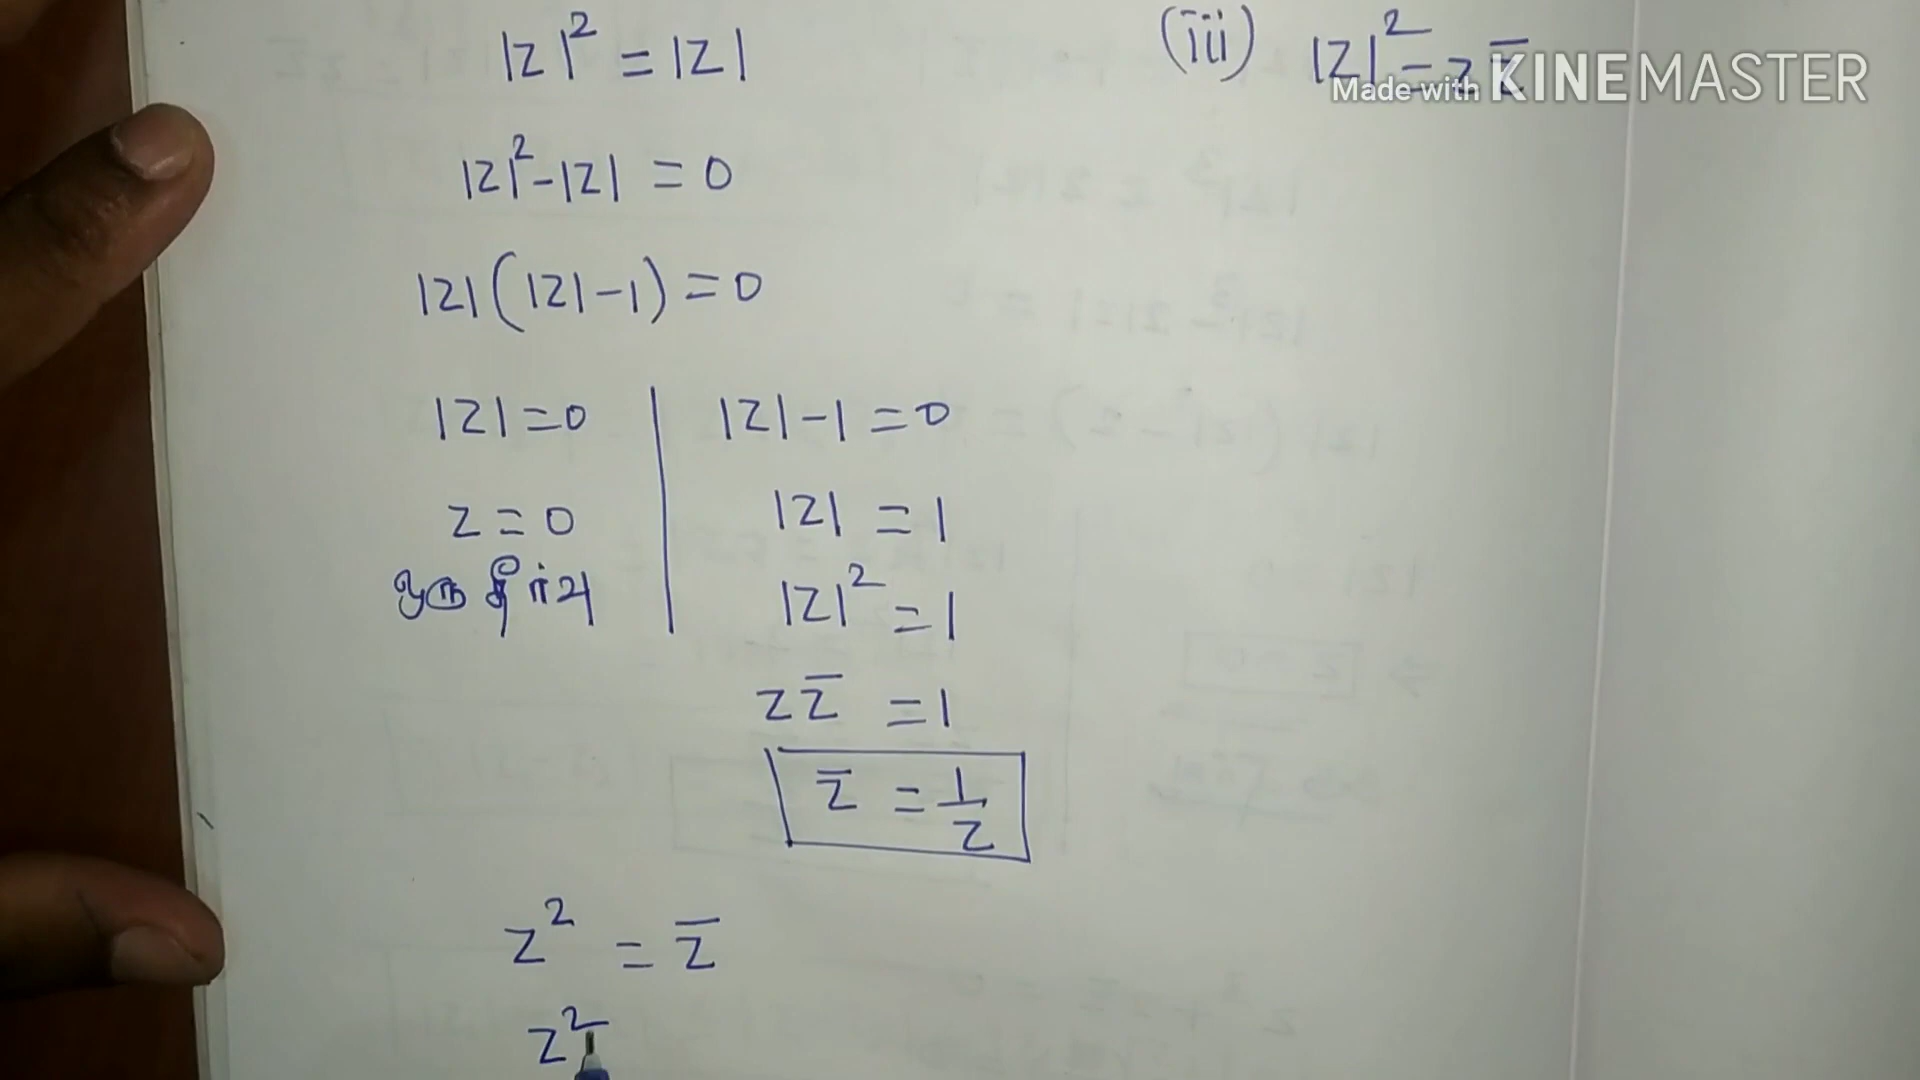 |z|² = |z|
|z|² - |z| = 0
|z| (|z| - 1) = 0
|z| = 0
z = 0
ஒரு தீர்வு
|z| - 1 = 0
|z| = 1
|z|² = 1
z z̅ = 1
z̅ = 1/z
z² = z̅
z²
(iii) |z|² = z z̅
Made with KINEMASTER